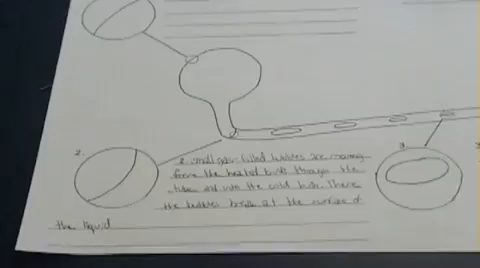 2.
2. small gas-filled bubbles are moving
from the heated bulb through the
tube and into the cold bulb. There
the bubbles break at the surface of
the liquid
3.